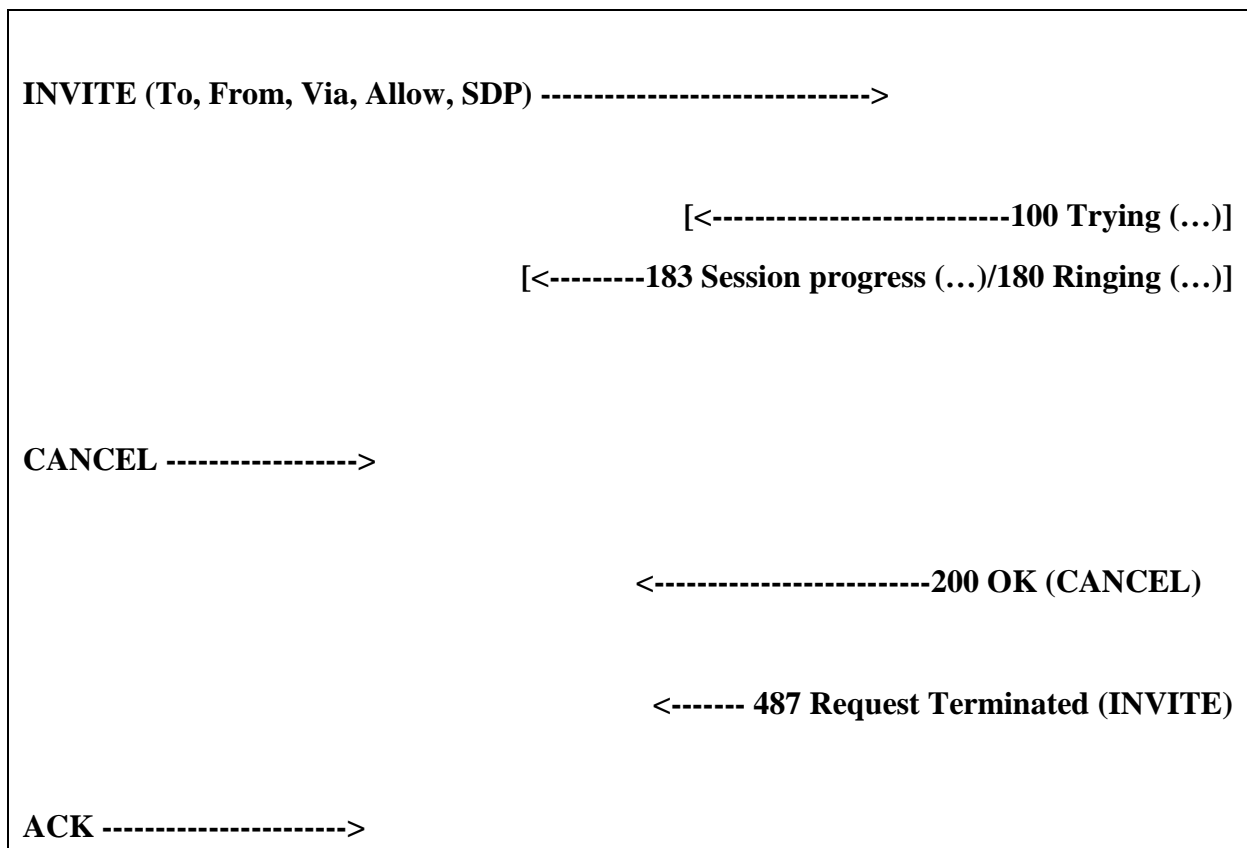 INVITE (To, From, Via, Allow, SDP) ------------------------------->
[<----------------------------100 Trying (…)]
[<---------183 Session progress (…)/180 Ringing (…)]
CANCEL ------------------>
<--------------------------200 OK (CANCEL)
<------- 487 Request Terminated (INVITE)
ACK ----------------------->